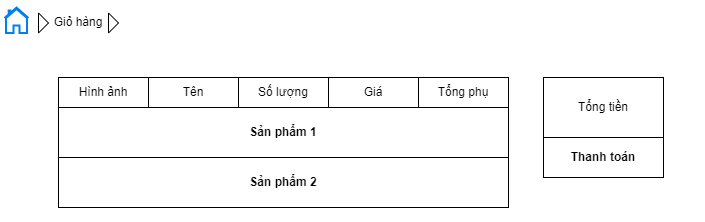 Giỏ hàng
Hình ảnh Tên Số lượng Giá Tổng phụ
Sản phẩm 1
Sản phẩm 2
Tổng tiền
Thanh toán